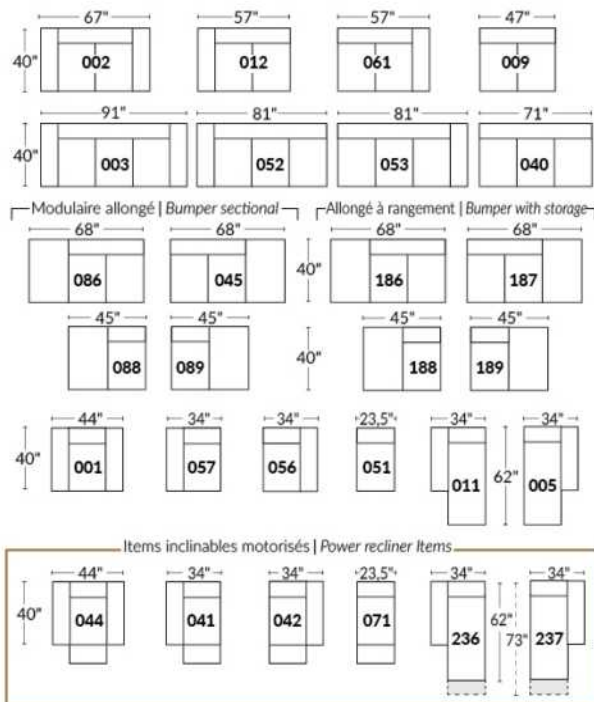 67" 57" 57" 47"
40" 002 012 061 009
91" 81" 81" 71"
40" 003 052 053 040
Modulaire allongé | Bumper sectional Allongé à rangement | Bumper with storage
68" 68" 68" 68"
086 045 40" 186 187
45" 45" 45" 45"
088 089 40" 188 189
44" 34" 34" 23,5" 34" 34"
40" 001 057 056 051 011 62" 005
Items inclinables motorisés | Power recliner Items
44" 34" 34" 23,5" 34" 34"
40" 044 041 042 071 236 62" 73" 237